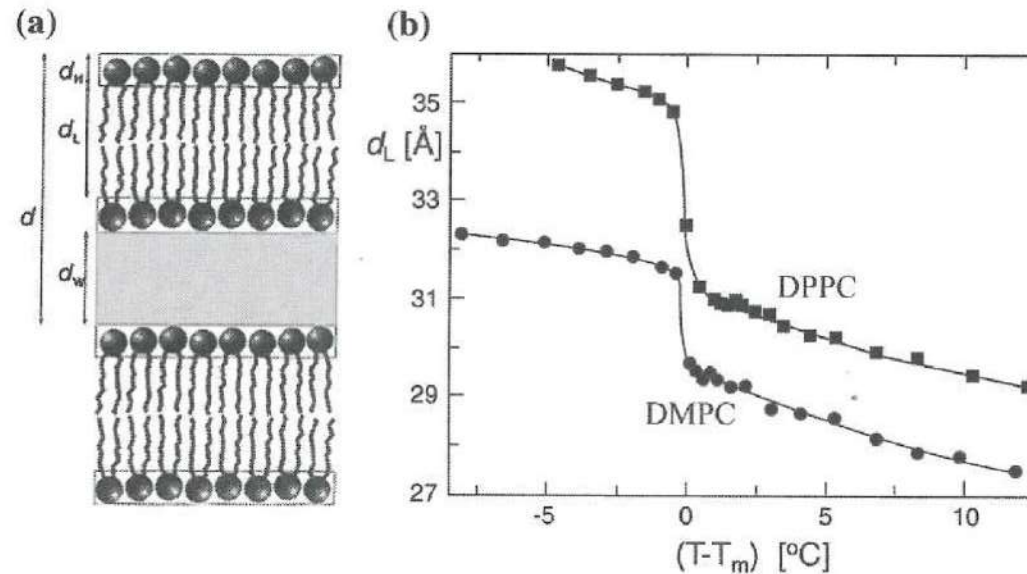 (a)
d_H
d_L
d
d_W
(b)
d_L [Å]
35
33
31
29
27
DPPC
DMPC
-5
0
5
10
(T-T_m) [°C]